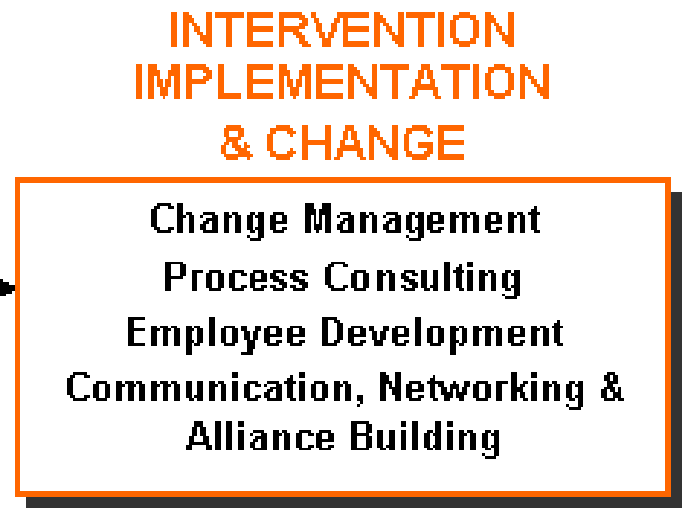 INTERVENTION
IMPLEMENTATION
& CHANGE
Change Management
Process Consulting
Employee Development
Communication, Networking &
Alliance Building